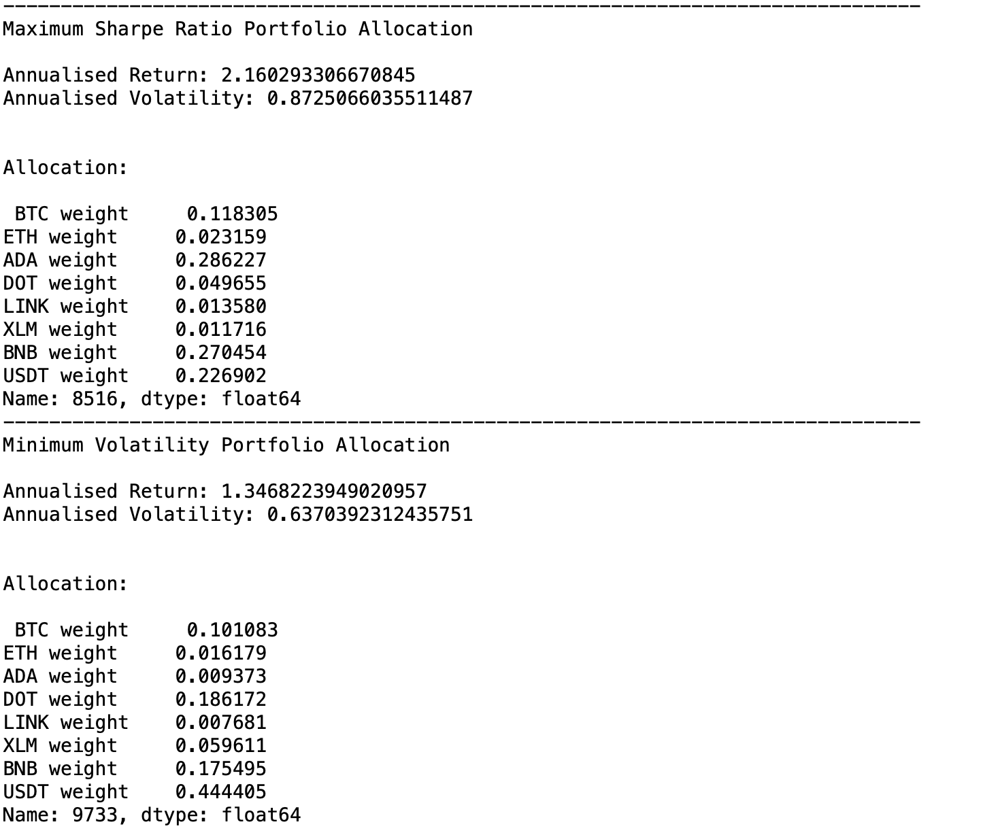 --------------------------------------------------------------------------------
Maximum Sharpe Ratio Portfolio Allocation
Annualised Return: 2.160293306670845
Annualised Volatility: 0.8725066035511487
Allocation:
 BTC weight     0.118305
ETH weight     0.023159
ADA weight     0.286227
DOT weight     0.049655
LINK weight    0.013580
XLM weight     0.011716
BNB weight     0.270454
USDT weight    0.226902
Name: 8516, dtype: float64
--------------------------------------------------------------------------------
Minimum Volatility Portfolio Allocation
Annualised Return: 1.3468223949020957
Annualised Volatility: 0.6370392312435751
Allocation:
 BTC weight     0.101083
ETH weight     0.016179
ADA weight     0.009373
DOT weight     0.186172
LINK weight    0.007681
XLM weight     0.059611
BNB weight     0.175495
USDT weight    0.444405
Name: 9733, dtype: float64